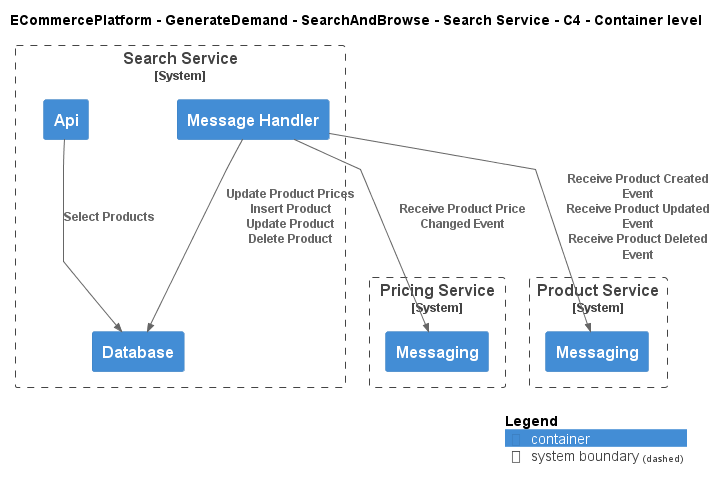 ECommercePlatform - GenerateDemand - SearchAndBrowse - Search Service - C4 - Container level
Search Service
[System]
Api
Message Handler
Select Products
Update Product Prices
Insert Product
Update Product
Delete Product
Receive Product Price
Changed Event
Receive Product Created
Event
Receive Product Updated
Event
Receive Product Deleted
Event
Database
Pricing Service
[System]
Messaging
Product Service
[System]
Messaging
Legend
container
system boundary (dashed)